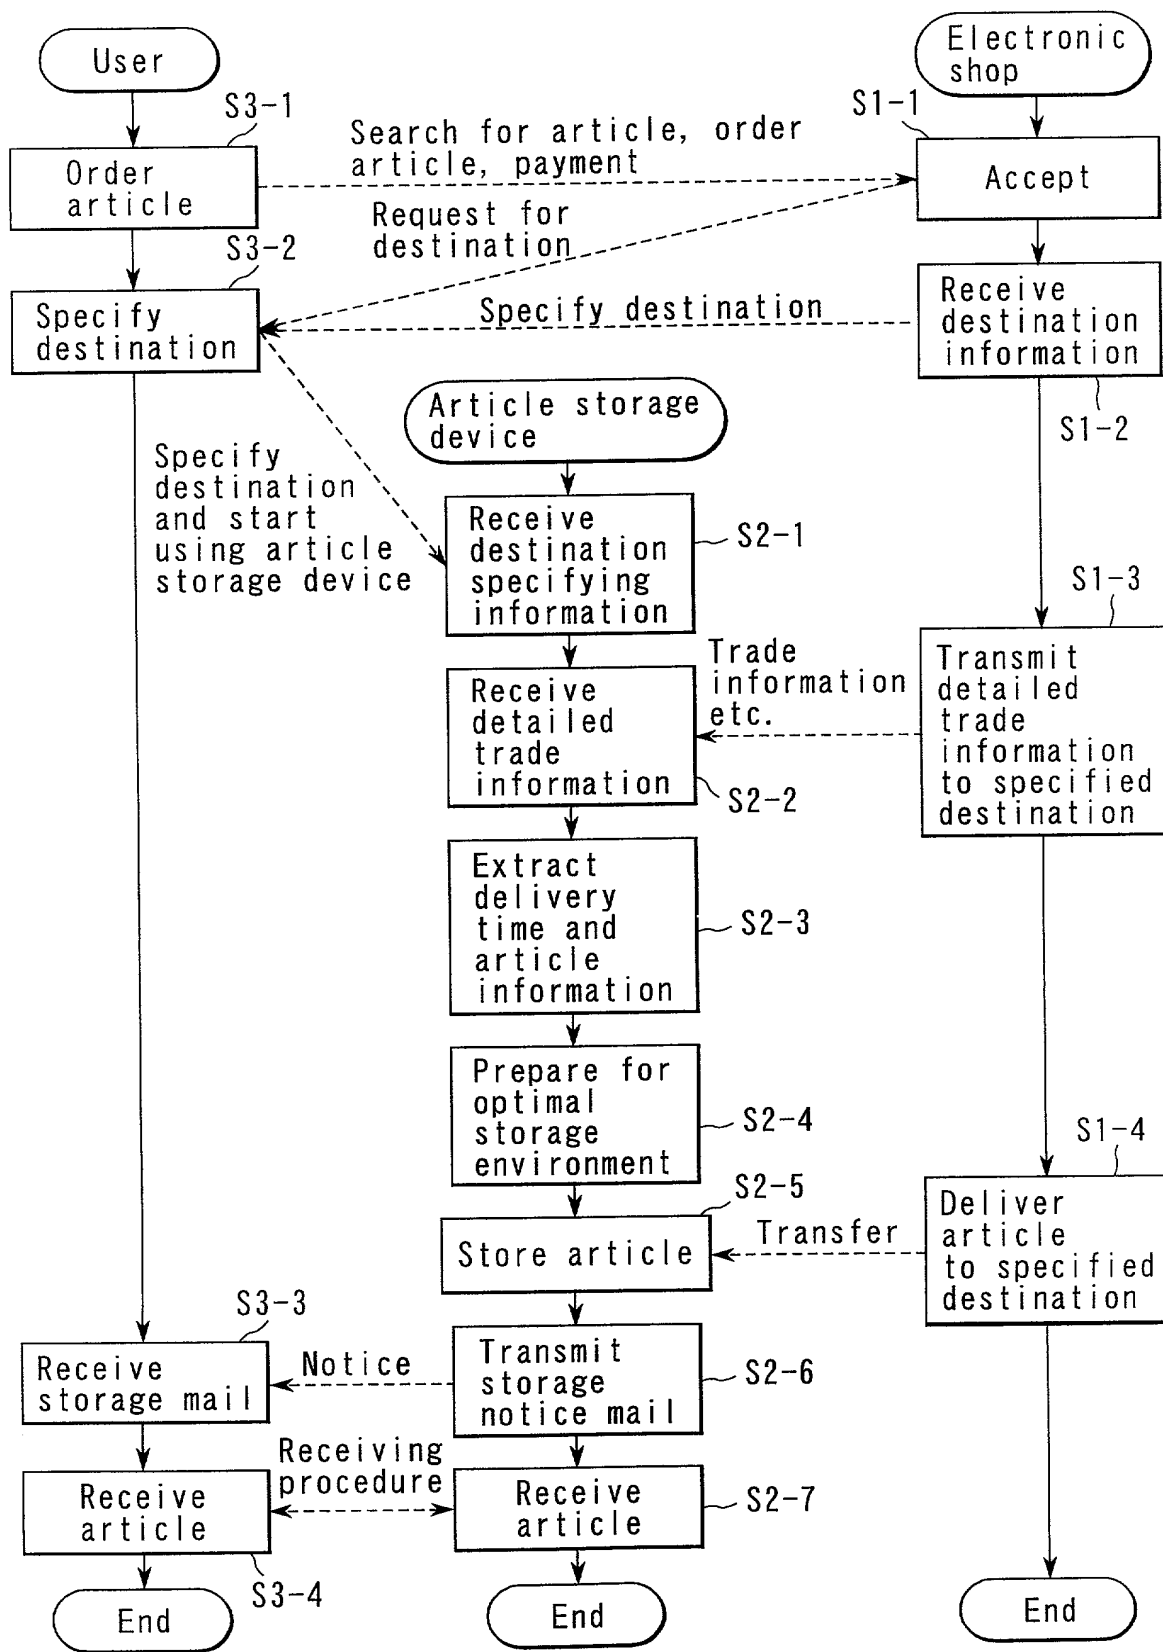 User
Electronic
shop
S3-1
S1-1
Order
article
Search for article, order
article, payment
Accept
Request for
destination
S3-2
Specify
destination
Specify destination
Receive
destination
information
S1-2
Article storage
device
Specify
destination
and start
using article
storage device
Receive
destination
specifying
information
S2-1
S1-3
Receive
detailed
trade
information
S2-2
Trade
information
etc.
Transmit
detailed
trade
information
to specified
destination
Extract
delivery
time and
article
information
S2-3
Prepare for
optimal
storage
environment
S2-4
S1-4
S2-5
Store article
Transfer
Deliver
article
to specified
destination
S3-3
Receive
storage mail
Notice
Transmit
storage
notice mail
S2-6
Receiving
procedure
Receive
article
S3-4
Receive
article
S2-7
End
End
End